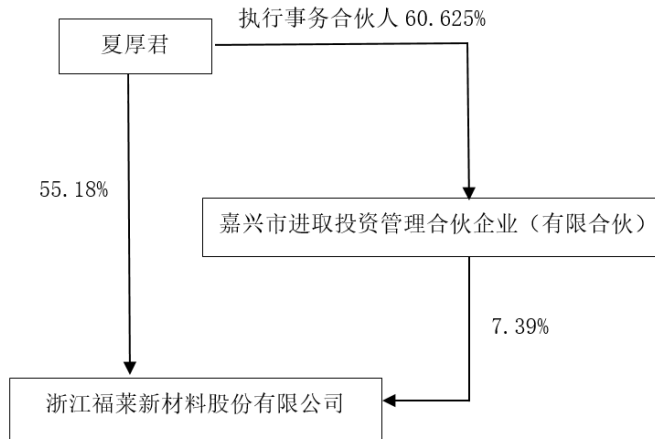 执行事务合伙人 60.625%
夏厚君
55.18%
嘉兴市进取投资管理合伙企业（有限合伙）
7.39%
浙江福莱新材料股份有限公司